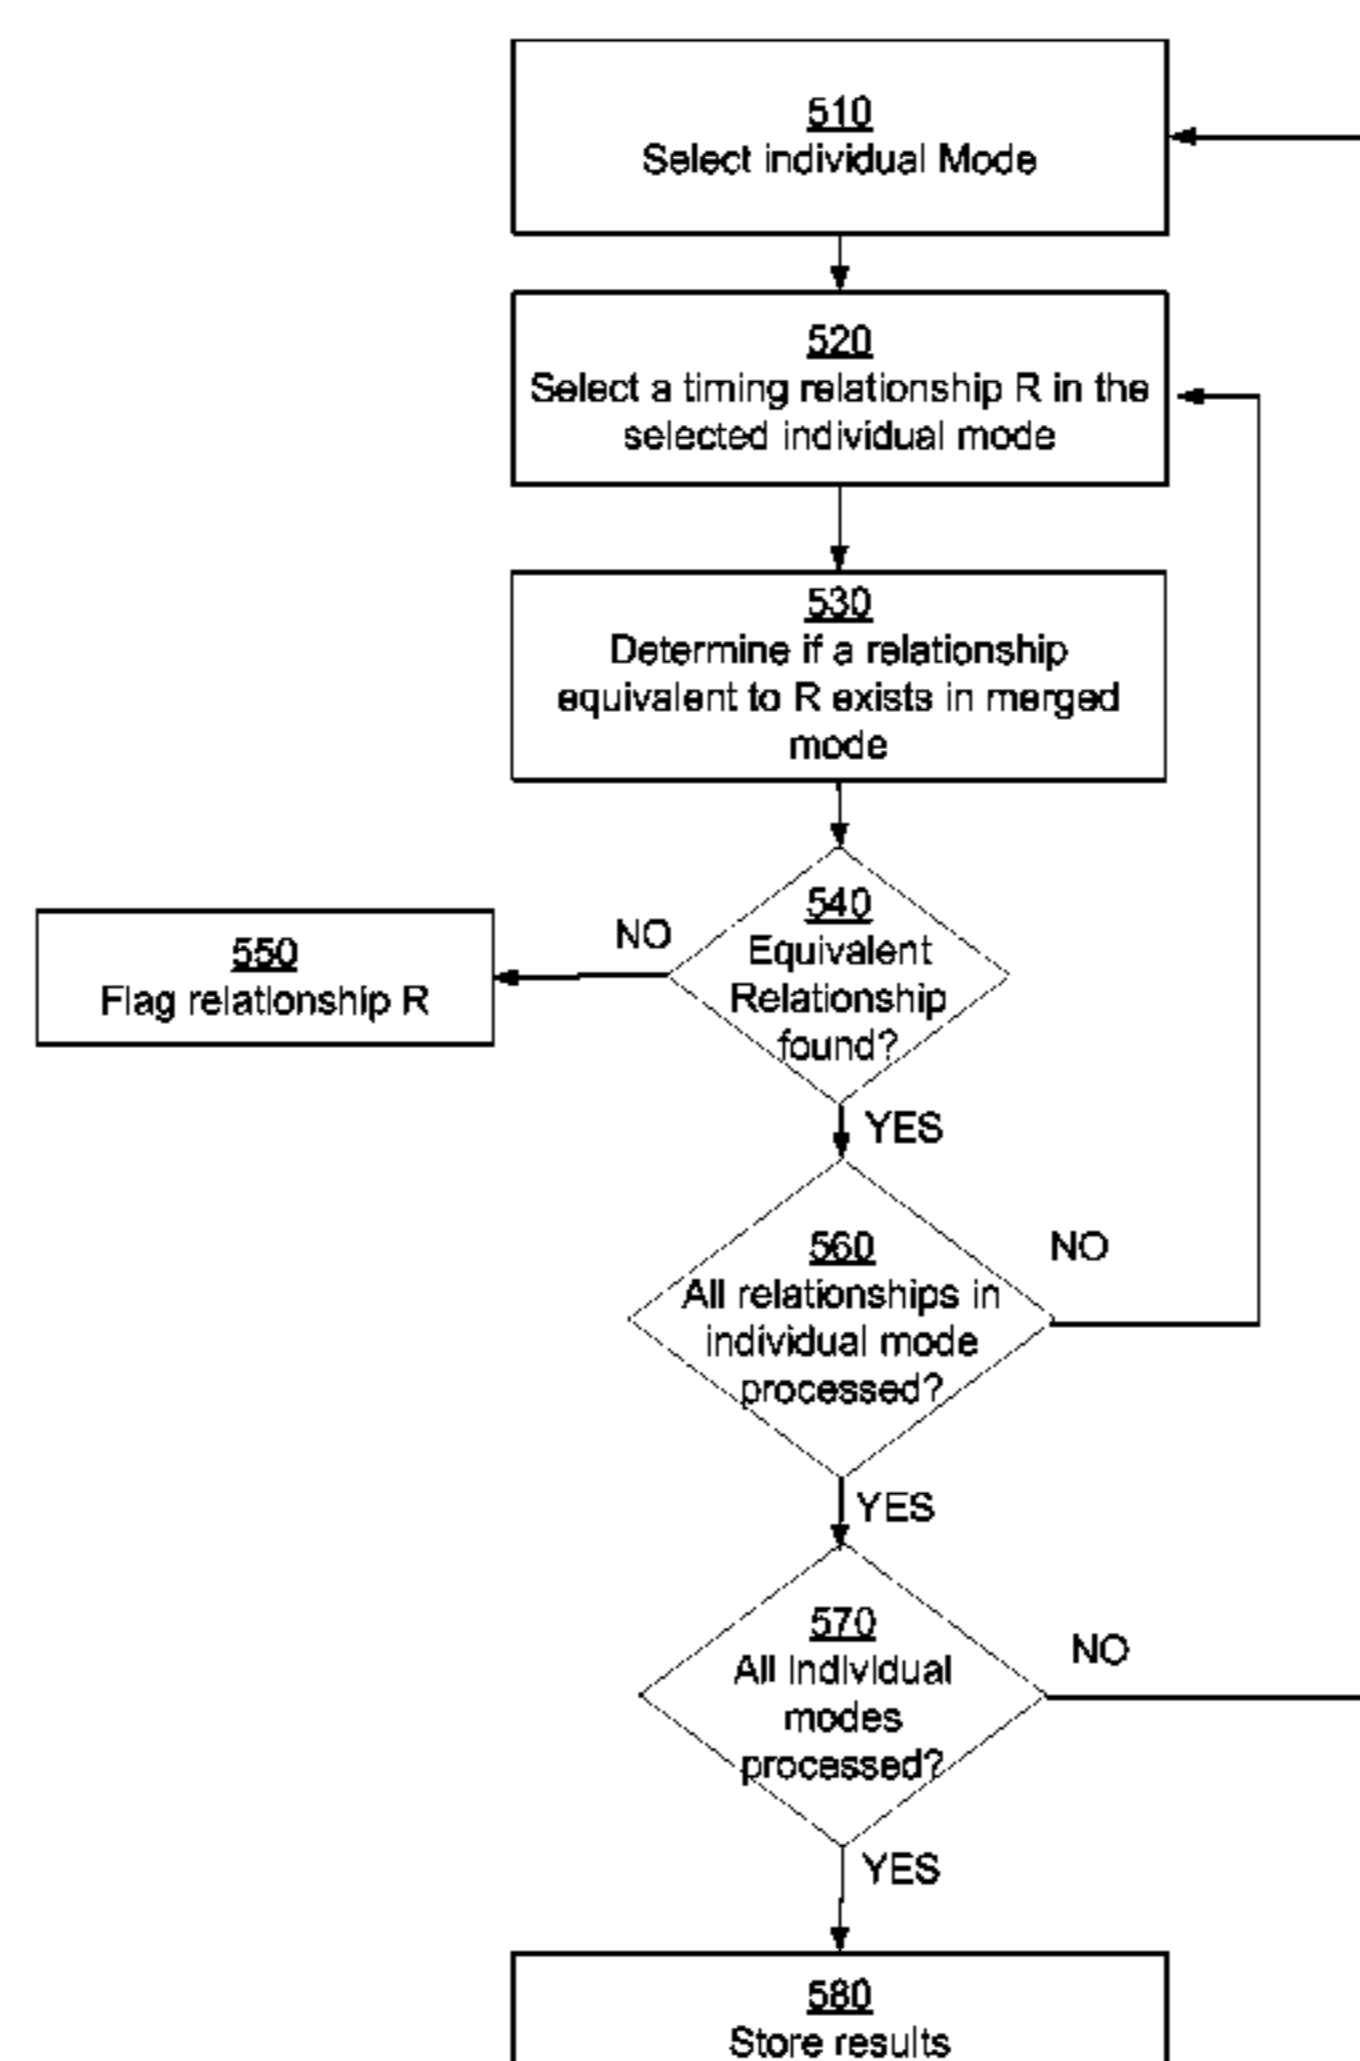 510
Select individual Mode
520
Select a timing relationship R in the
selected individual mode
530
Determine if a relationship
equivalent to R exists in merged
mode
540
Equivalent
Relationship
found?
NO
550
Flag relationship R
YES
560
All relationships in
individual mode
processed?
NO
YES
570
All individual
modes
processed?
NO
YES
580
Store results